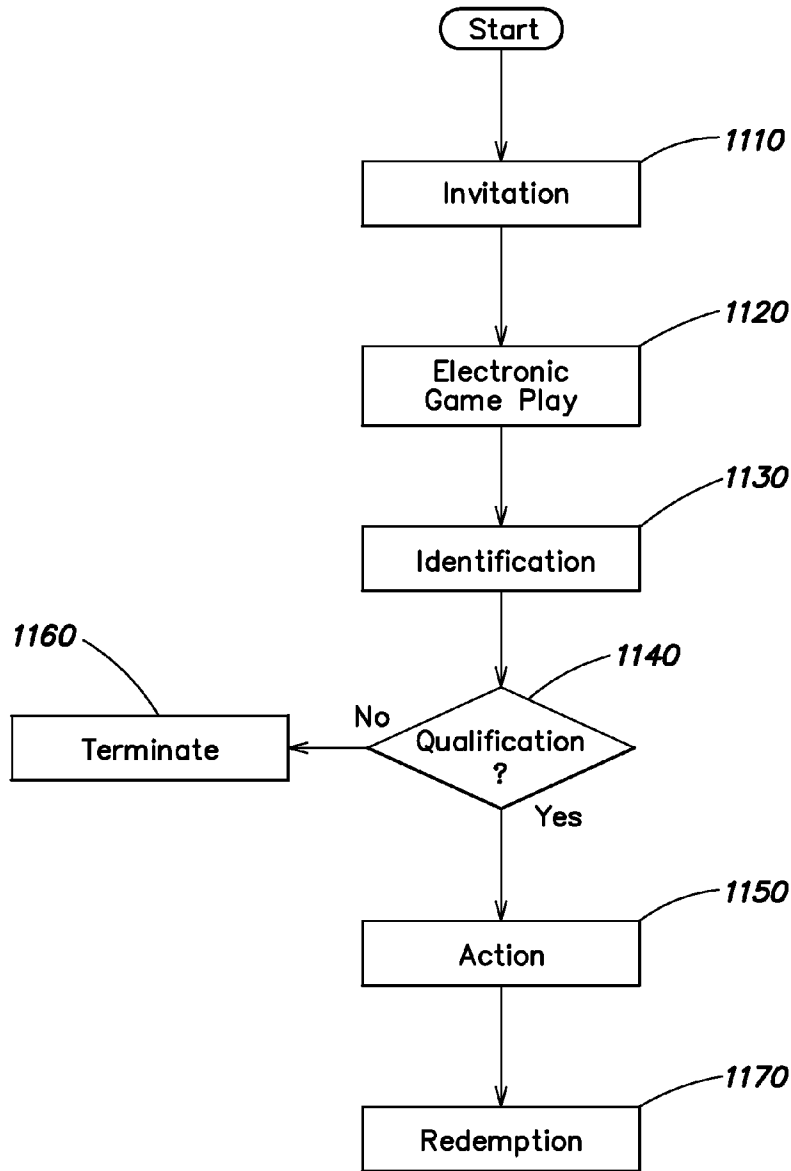 Start
1110
Invitation
1120
Electronic
Game Play
1130
Identification
1160
1140
No
Terminate
Qualification
?
Yes
1150
Action
1170
Redemption